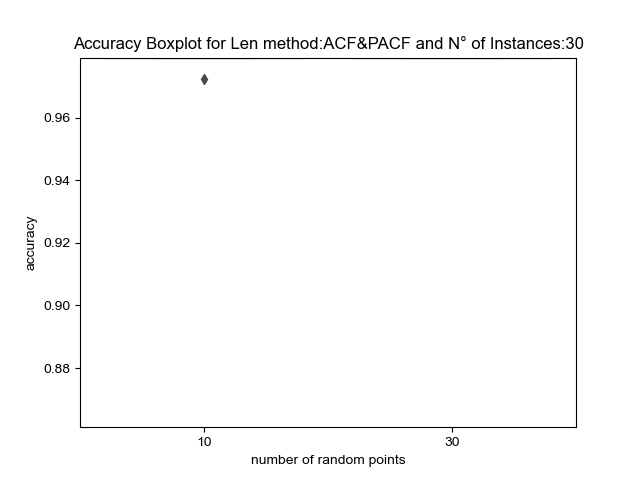 Accuracy Boxplot for Len method:ACF&PACF and N° of Instances:30
0.96
0.94
0.92
0.90
0.88
accuracy
10
30
number of random points